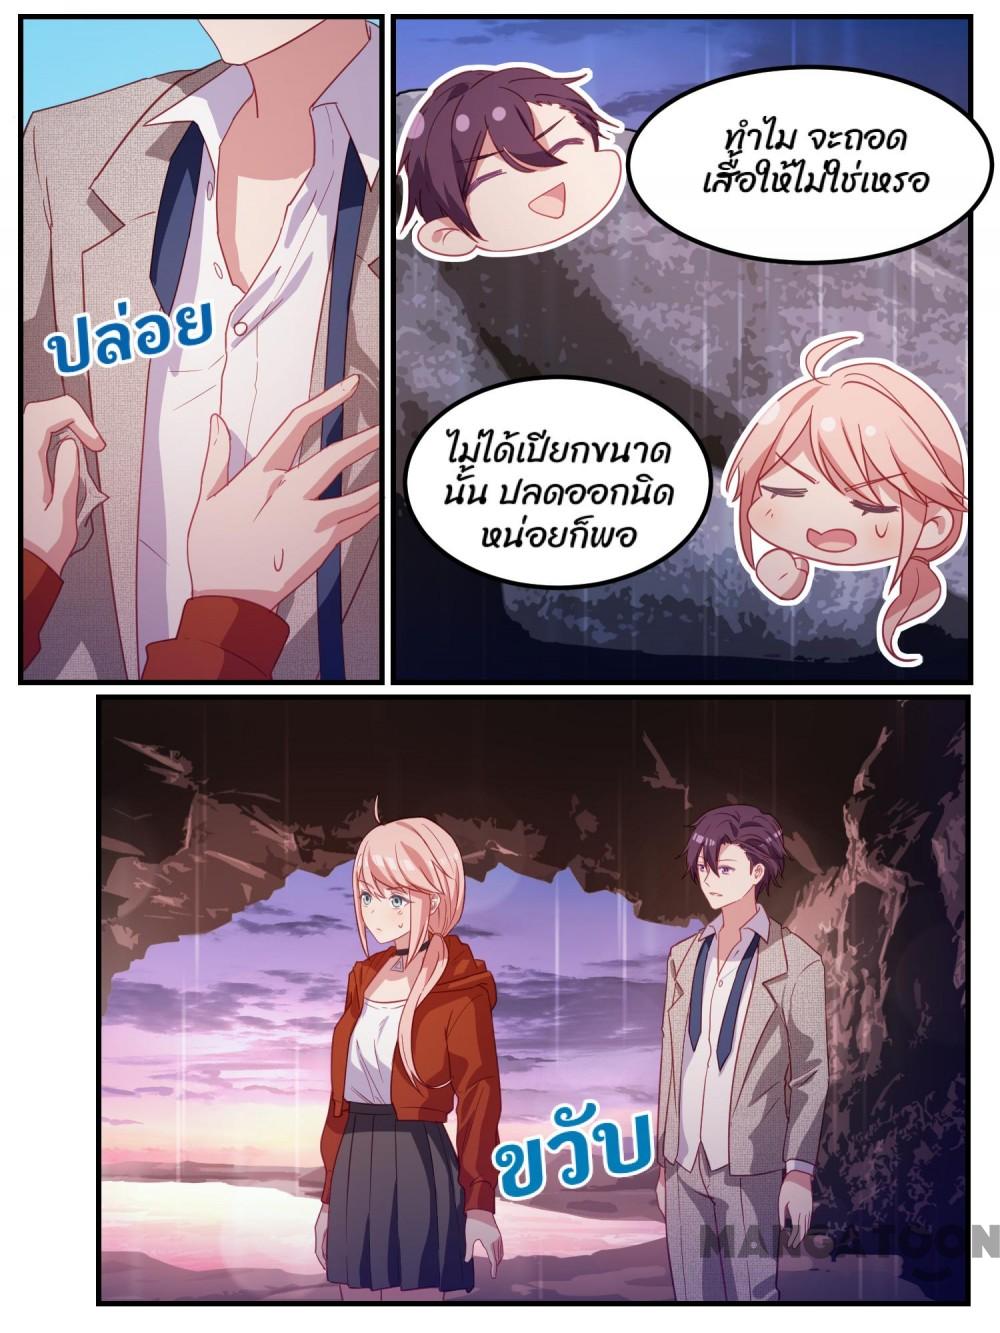 ปล่อย
ทำไม จะถอด
เสื้อให้ไม่ใช่เหรอ
ไม่ได้เปียกขนาด
นั้น ปลดออกนิด
หน่อยก็พอ
ขวับ
MANGATOON